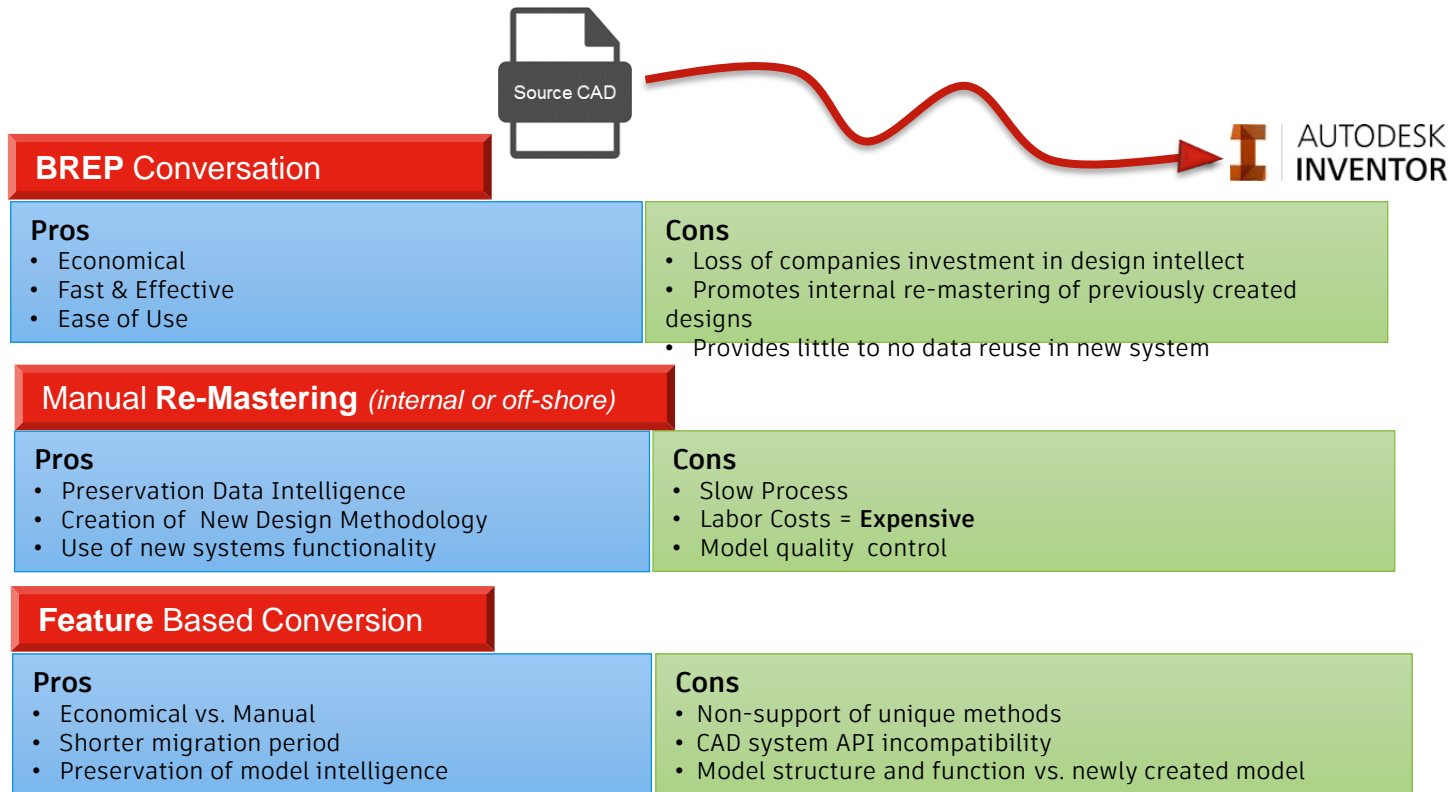 Source CAD
AUTODESK
INVENTOR
BREP Conversation
Pros
• Economical
• Fast & Effective
• Ease of Use
Cons
• Loss of companies investment in design intellect
• Promotes internal re-mastering of previously created
designs
• Provides little to no data reuse in new system
Manual Re-Mastering (internal or off-shore)
Pros
• Preservation Data Intelligence
• Creation of New Design Methodology
• Use of new systems functionality
Cons
• Slow Process
• Labor Costs = Expensive
• Model quality control
Feature Based Conversion
Pros
• Economical vs. Manual
• Shorter migration period
• Preservation of model intelligence
Cons
• Non-support of unique methods
• CAD system API incompatibility
• Model structure and function vs. newly created model